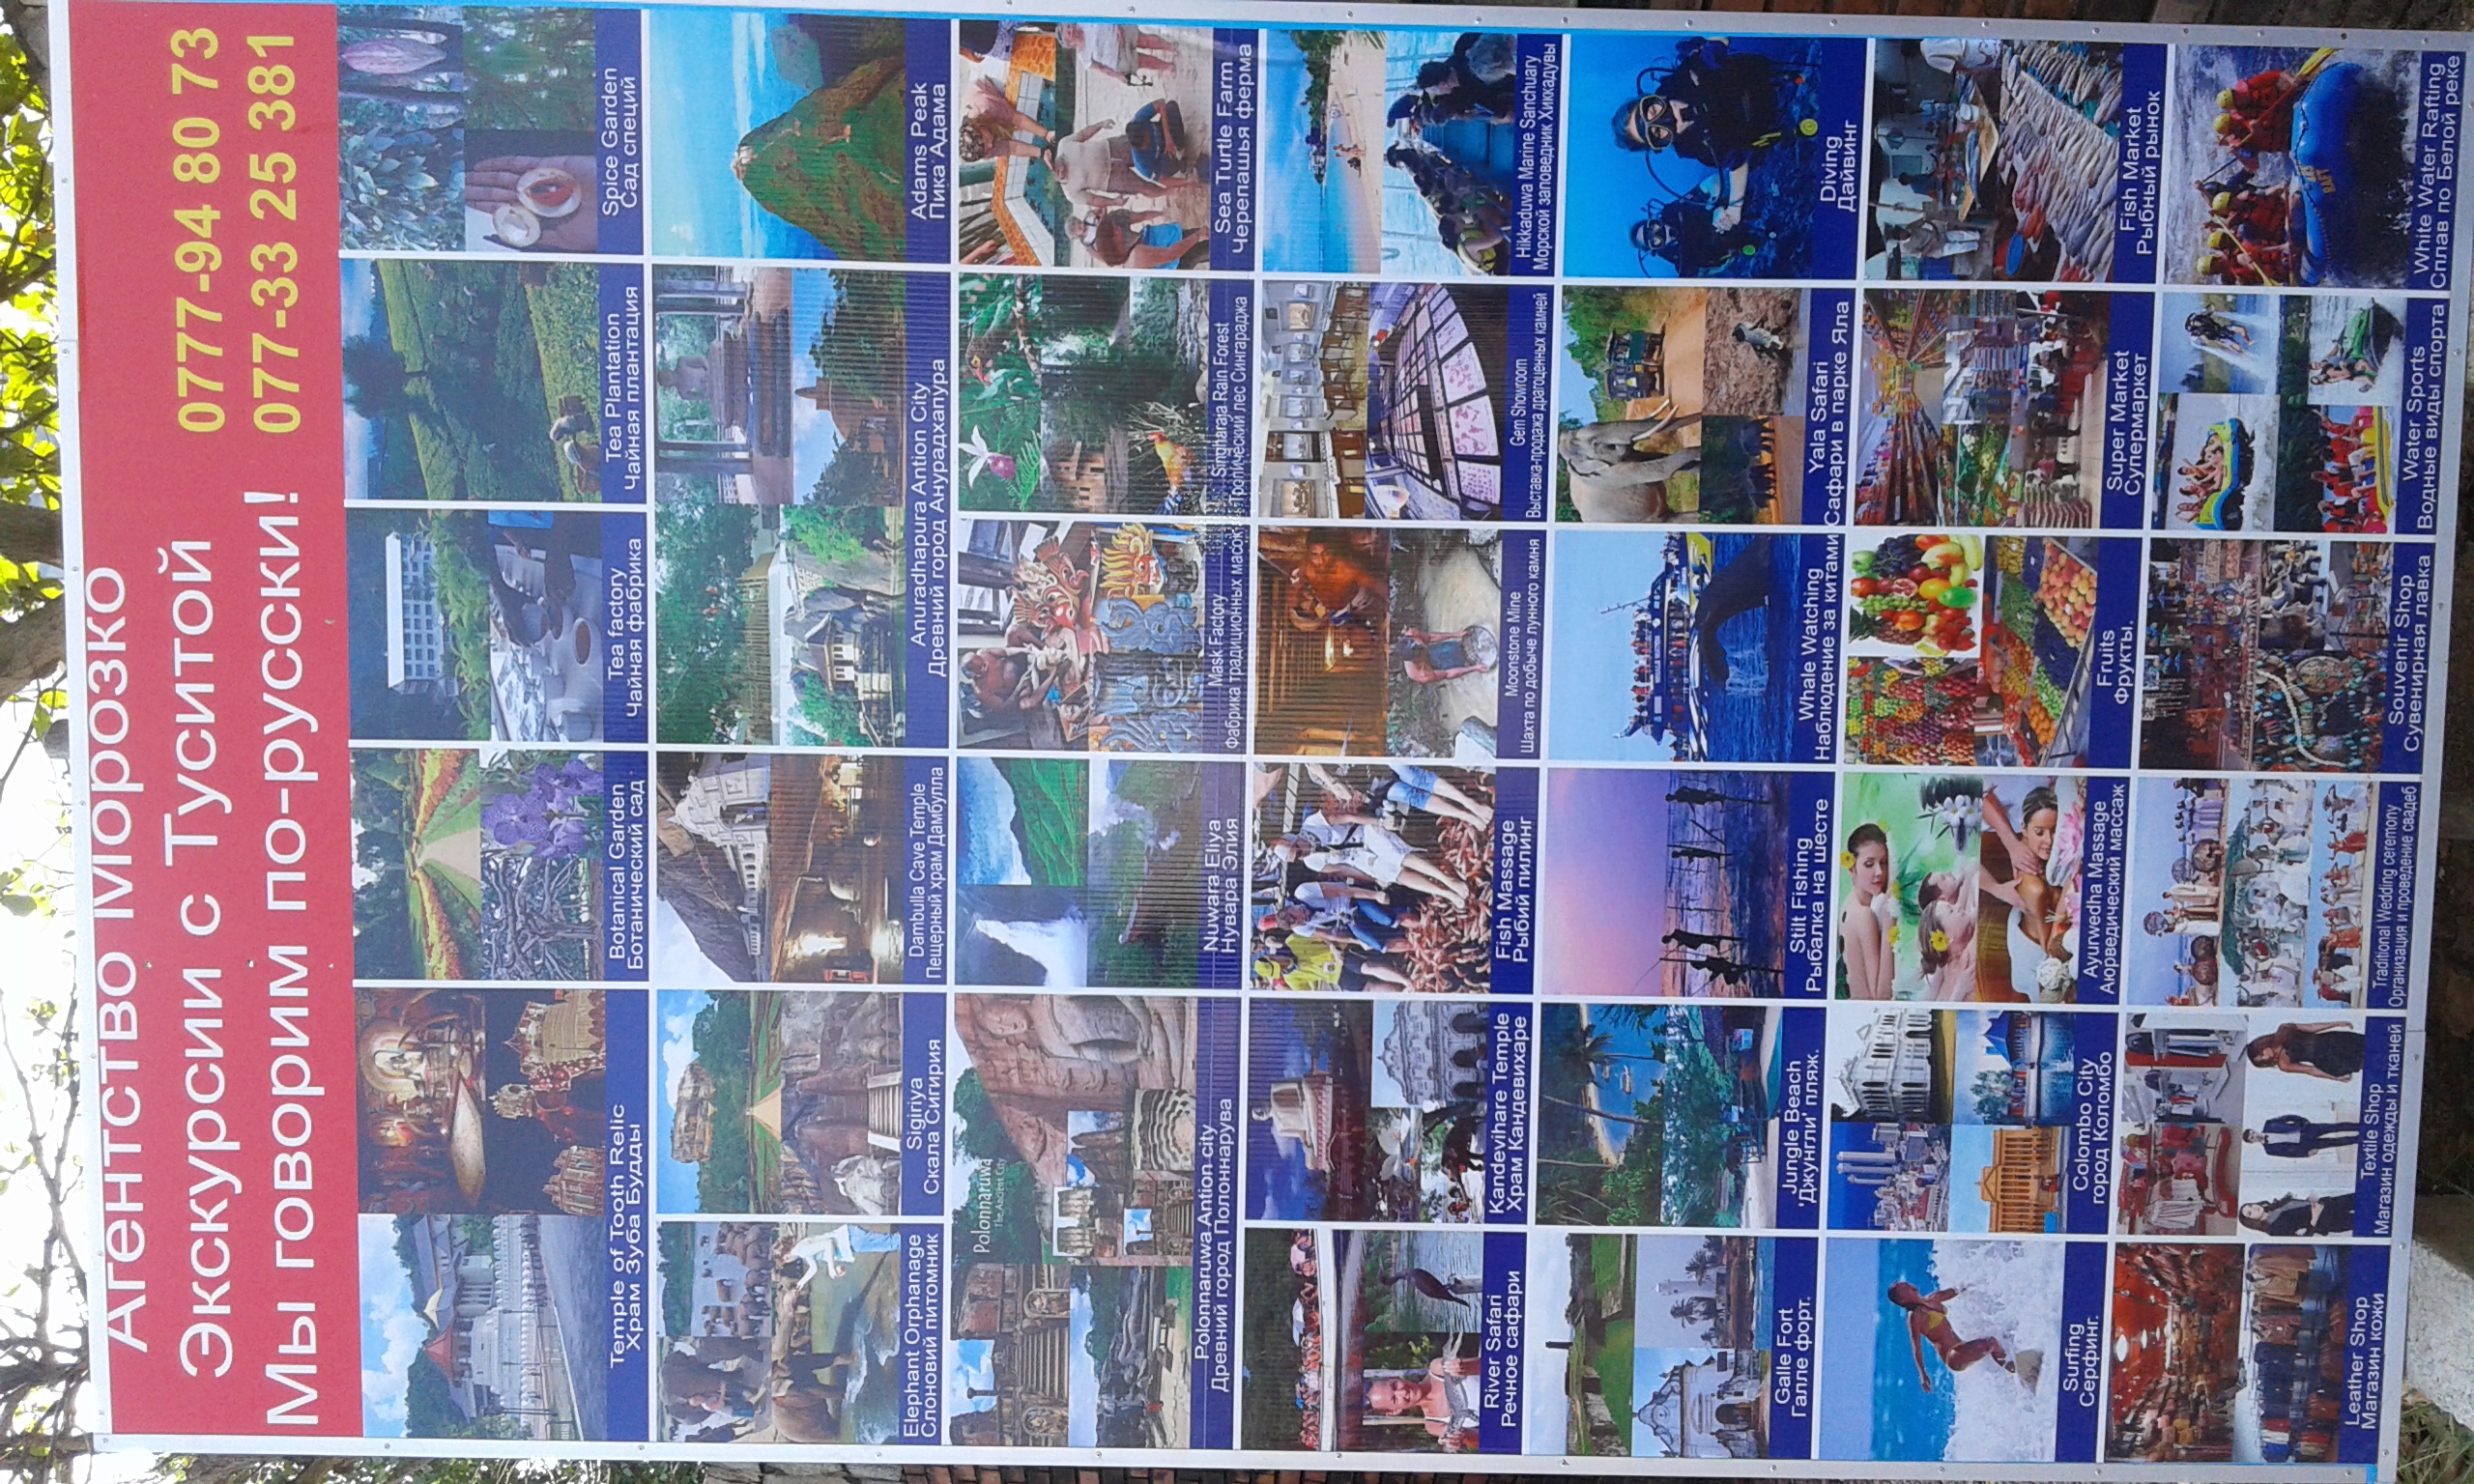 Агентство Морозко
Экскурсии с Туситой
Мы говорим по-русски!
0777-94 80 73
077-33 25 381
Temple of Tooth Relic
Храм Зуба Будды
Botanical Garden
Ботанический сад
Tea factory
Чайная фабрика
Tea Plantation
Чайная плантация
Spice Garden
Сад специй
Elephant Orphanage
Слоновий питомник
Sigiriya
Скала Сигирия
Dambulla Cave Temple
Пещерный храм Дамбулла
Anuradhapura Antion City
Древний город Анурадхапура
Adams Peak
Пика Адама
Polonnaruwa
The Ancient City
Polonnaruwa Antion city
Древний город Полоннарува
Nuwara Eliya
Нувара Элия
Mask Factory
Фабрика традиционных масок
Singharaja Rain Forest
Тропический лес Сингараджа
Sea Turtle Farm
Черепашья ферма
River Safari
Речное сафари
Kandevihare Temple
Храм Кандевихаре
Fish Massage
Рыбий пилинг
Moonstone Mine
Шахта по добыче лунного камня
Gem Showroom
Выставка-продажа драгоценных камней
Hikkaduwa Marine Sanchuary
Морской заповедник Хиккадувы
Galle Fort
Галле форт.
Jungle Beach
'Джунгли' пляж.
Stilt Fishing
Рыбалка на шесте
Whale Watching
Наблюдение за китами
Yala Safari
Сафари в парке Яла
Diving
Дайвинг
Surfing
Серфинг.
Colombo City
город Коломбо
Ayurwedha Massage
Аюрведический массаж
Fruits
Фрукты.
Super Market
Супермаркет
Fish Market
Рыбный рынок
Leather Shop
Магазин кожи
Textile Shop
Магазин одежды и тканей
Traditional Wedding ceremony
Организация и проведение свадеб
Souvenir Shop
Сувенирная лавка
Water Sports
Водные виды спорта
White Water Rafting
Сплав по Белой реке